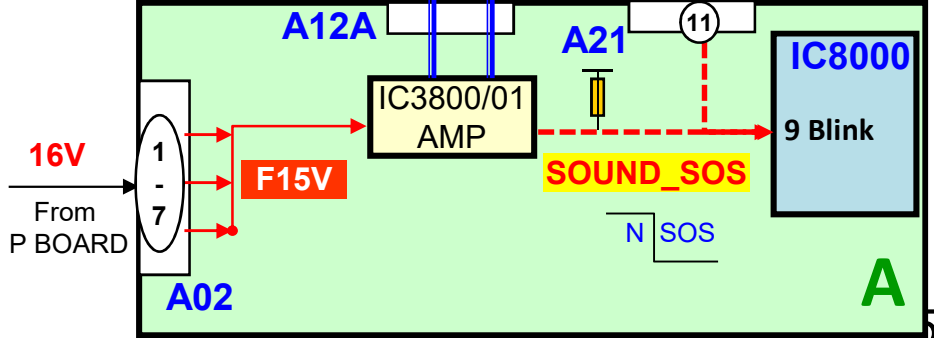 A12A
11
A21
IC8000
IC3800/01
AMP
9 Blink
16V
1
-
7
F15V
SOUND_SOS
From
P BOARD
N SOS
A02
A